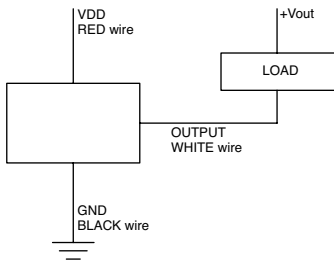 VDD
RED wire
+Vout
LOAD
OUTPUT
WHITE wire
GND
BLACK wire